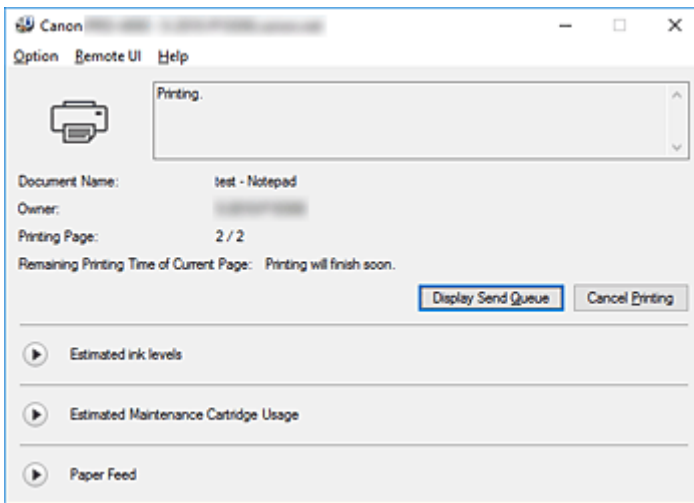 Canon
Option Remote UI Help
Printing.
Document Name: test - Notepad
Owner:
Printing Page: 2 / 2
Remaining Printing Time of Current Page: Printing will finish soon.
Display Send Queue Cancel Printing
Estimated ink levels
Estimated Maintenance Cartridge Usage
Paper Feed